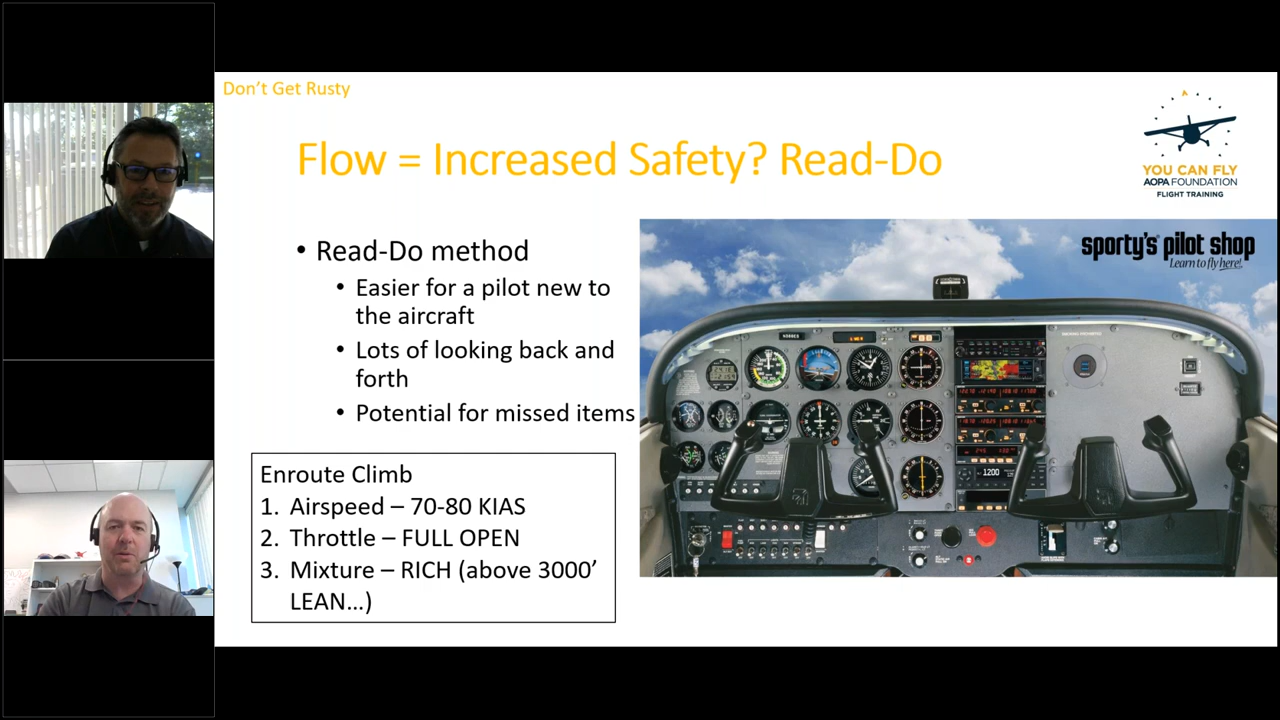 Don't Get Rusty
Flow = Increased Safety? Read-Do
YOU CAN FLY
AOPA FOUNDATION
FLIGHT TRAINING
• Read-Do method
• Easier for a pilot new to
the aircraft
• Lots of looking back and
forth
• Potential for missed items
sporty's pilot shop
Learn to fly here!
1200
Enroute Climb
1. Airspeed – 70-80 KIAS
2. Throttle – FULL OPEN
3. Mixture – RICH (above 3000’
LEAN…)